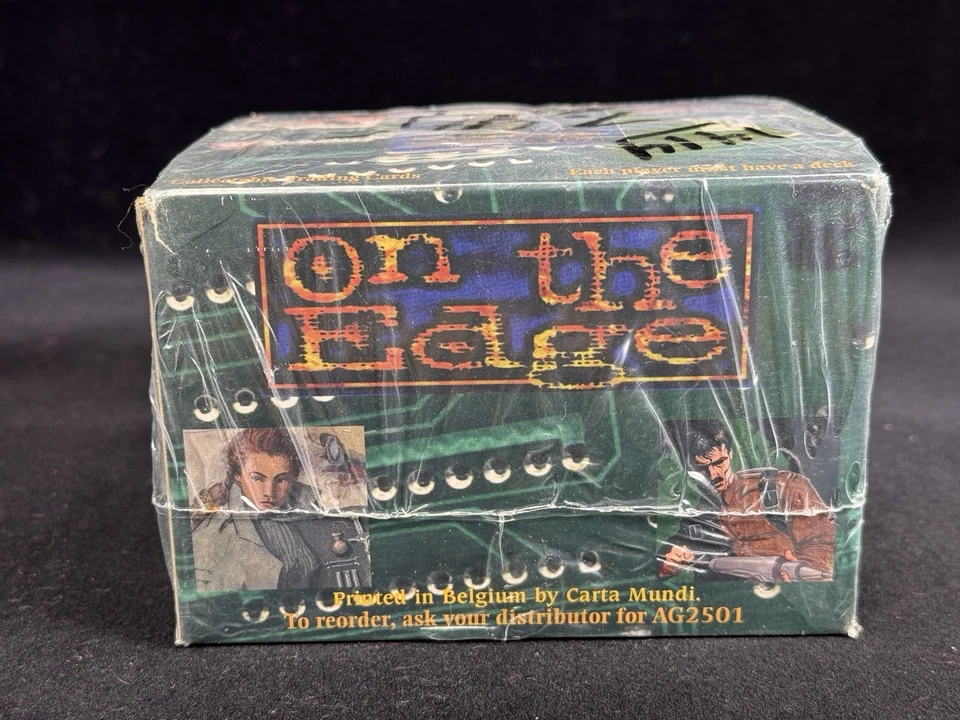 Collectible Trading Cards
Each player must have a deck
On the
Edge
Printed in Belgium by Carta Mundi.
To reorder, ask your distributor for AG2501